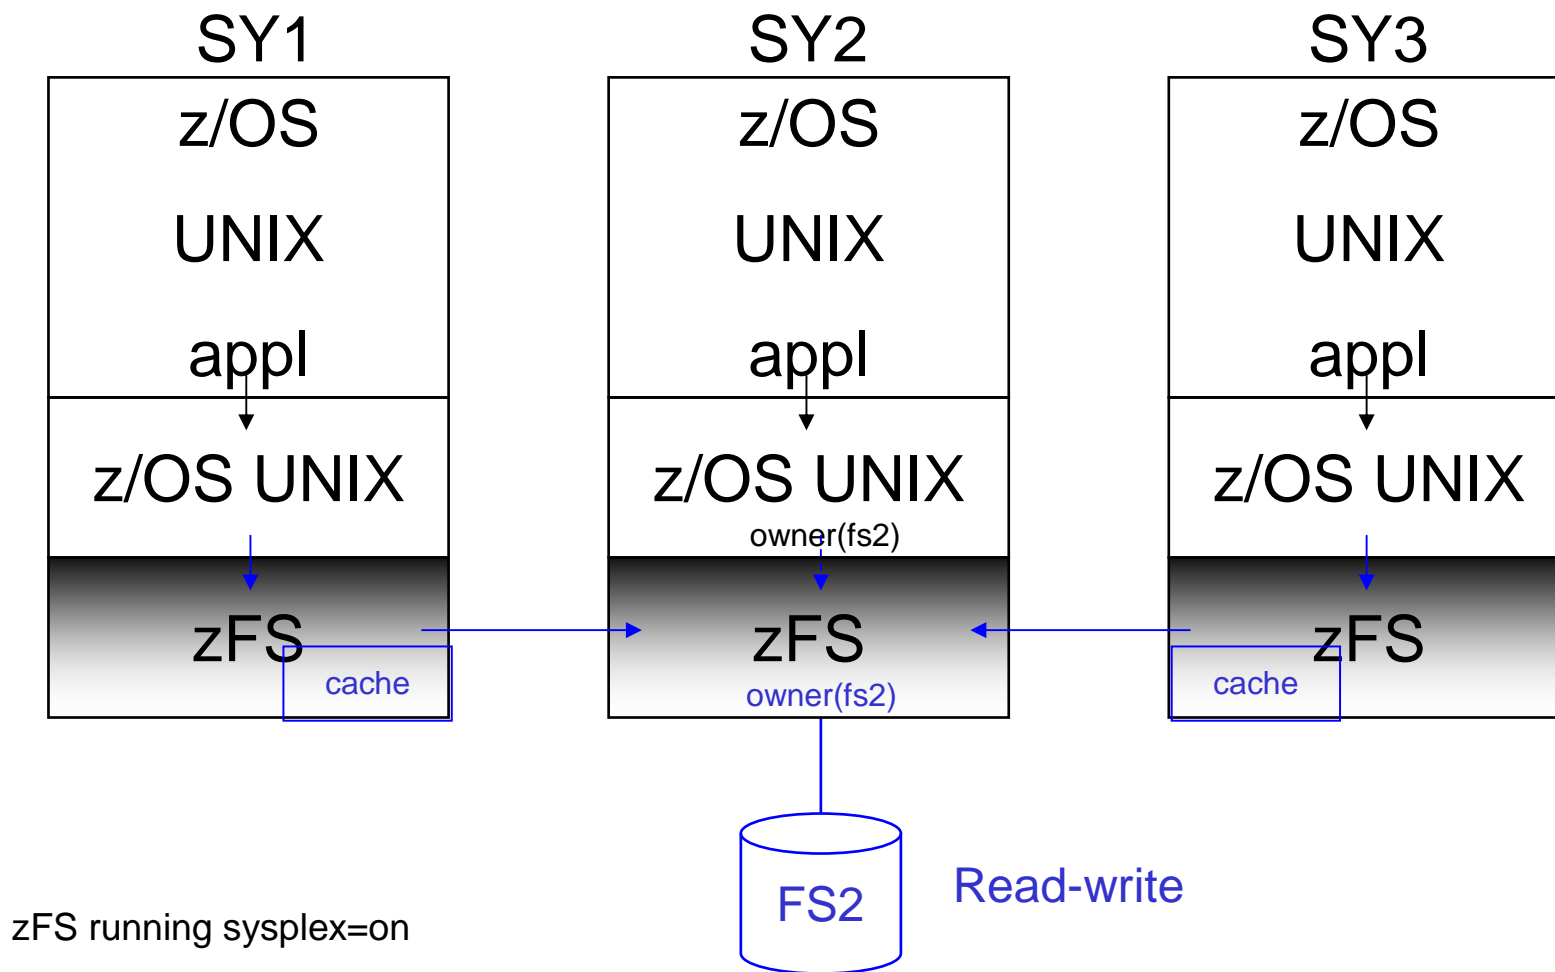 SY1 SY2 SY3
z/OS z/OS z/OS
UNIX UNIX UNIX
appl appl appl
z/OS UNIX z/OS UNIX z/OS UNIX
owner(fs2)
zFS zFS zFS
cache owner(fs2) cache
FS2 Read-write
zFS running sysplex=on